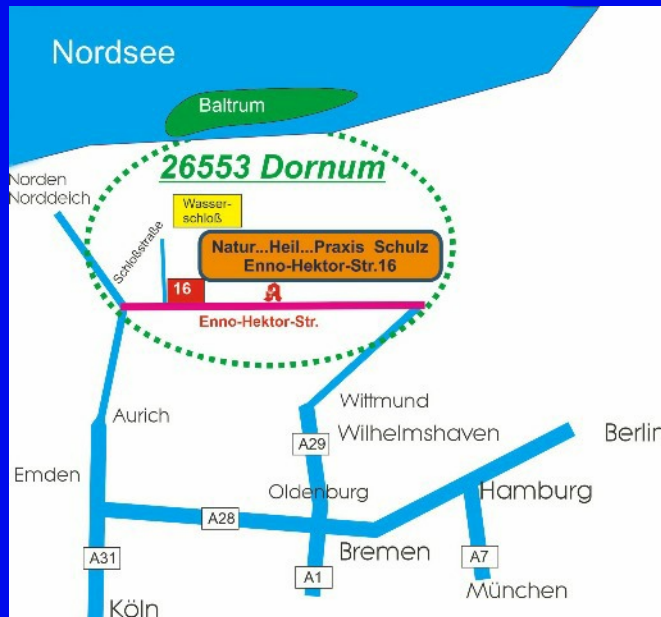 Nordsee
Baltrum
26553 Dornum
Norden
Norddeich
Wasser-
schloß
Schloßstraße
Natur...Heil...Praxis Schulz
Enno-Hektor-Str.16
16
A
Enno-Hektor-Str.
Aurich
Wittmund
A29
Wilhelmshaven
Berlin
Emden
Oldenburg
Hamburg
A28
A31
Bremen
A7
A1
München
Köln